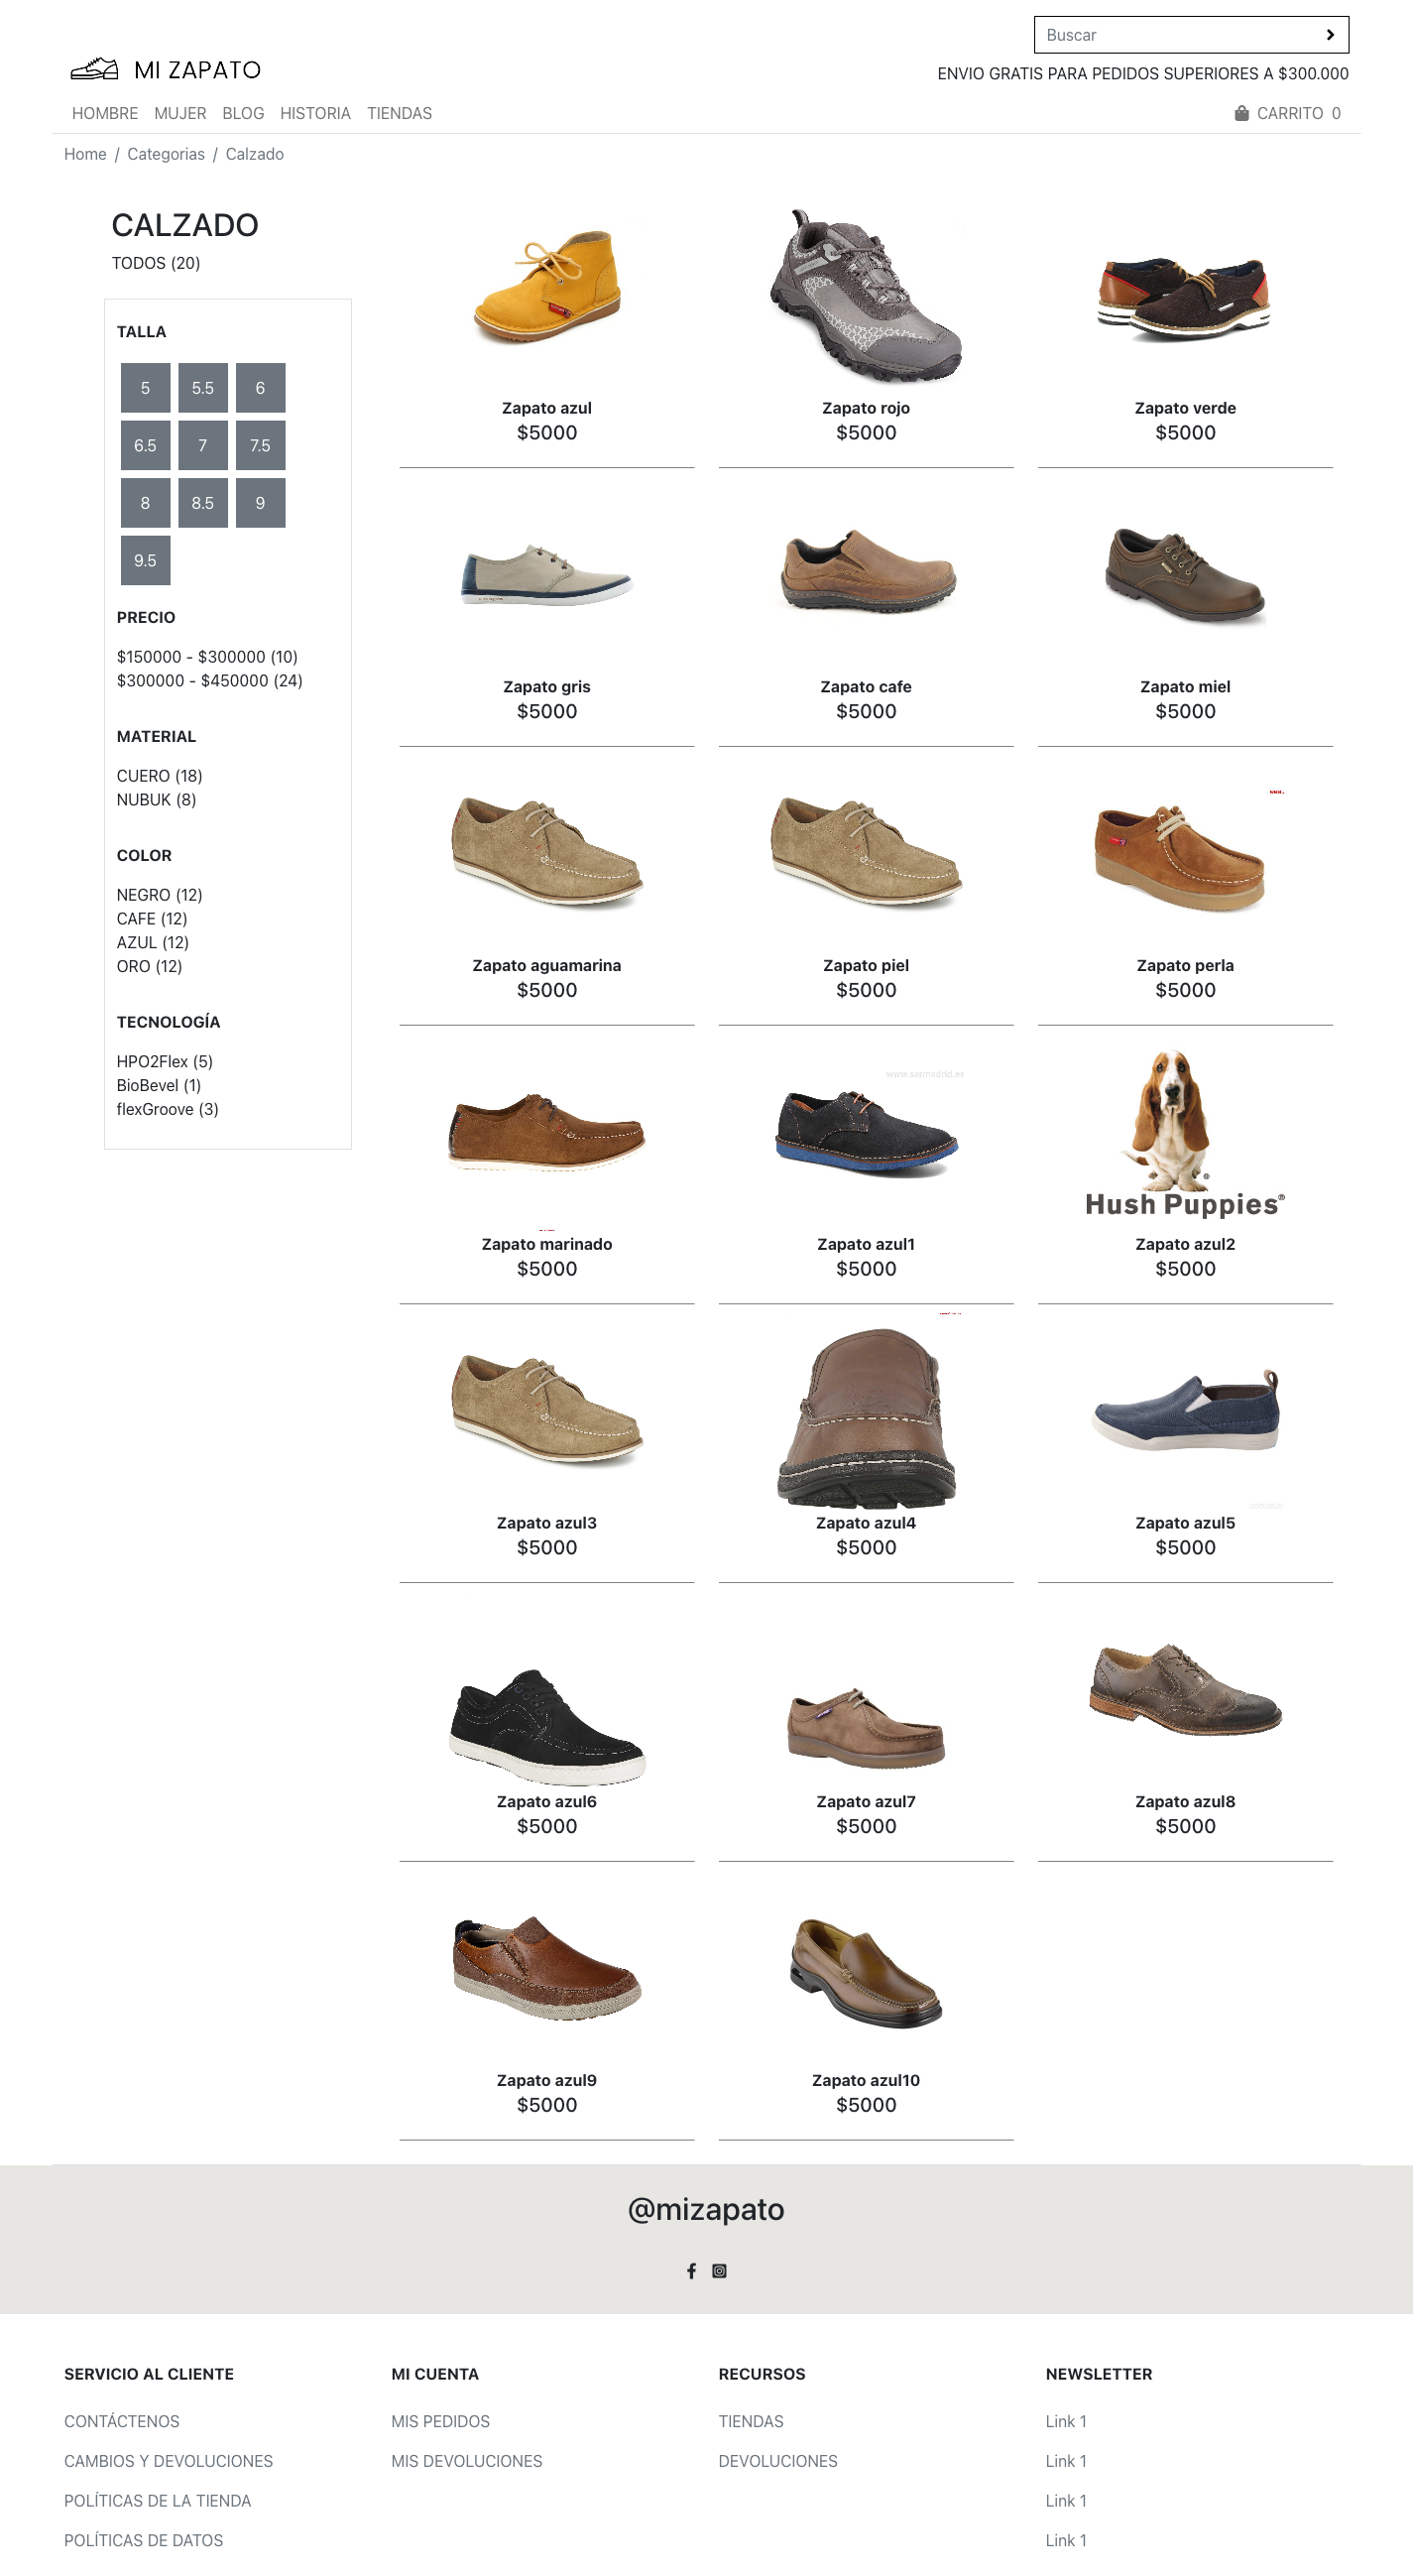 Buscar
MI ZAPATO
ENVIO GRATIS PARA PEDIDOS SUPERIORES A $300.000
HOMBRE MUJER BLOG HISTORIA TIENDAS
CARRITO 0
Home / Categorias / Calzado
CALZADO
TODOS (20)
TALLA
5 5.5 6
6.5 7 7.5
8 8.5 9
9.5
PRECIO
$150000 - $300000 (10)
$300000 - $450000 (24)
MATERIAL
CUERO (18)
NUBUK (8)
COLOR
NEGRO (12)
CAFE (12)
AZUL (12)
ORO (12)
TECNOLOGÍA
HPO2Flex (5)
BioBevel (1)
flexGroove (3)
Zapato azul
$5000
Zapato rojo
$5000
Zapato verde
$5000
Zapato gris
$5000
Zapato cafe
$5000
Zapato miel
$5000
Zapato aguamarina
$5000
Zapato piel
$5000
Zapato perla
$5000
Zapato marinado
$5000
Zapato azul1
$5000
Hush Puppies®
Zapato azul2
$5000
Zapato azul3
$5000
Zapato azul4
$5000
Zapato azul5
$5000
Zapato azul6
$5000
Zapato azul7
$5000
Zapato azul8
$5000
Zapato azul9
$5000
Zapato azul10
$5000
@mizapato
SERVICIO AL CLIENTE
CONTÁCTENOS
CAMBIOS Y DEVOLUCIONES
POLÍTICAS DE LA TIENDA
POLÍTICAS DE DATOS
MI CUENTA
MIS PEDIDOS
MIS DEVOLUCIONES
RECURSOS
TIENDAS
DEVOLUCIONES
NEWSLETTER
Link 1
Link 1
Link 1
Link 1